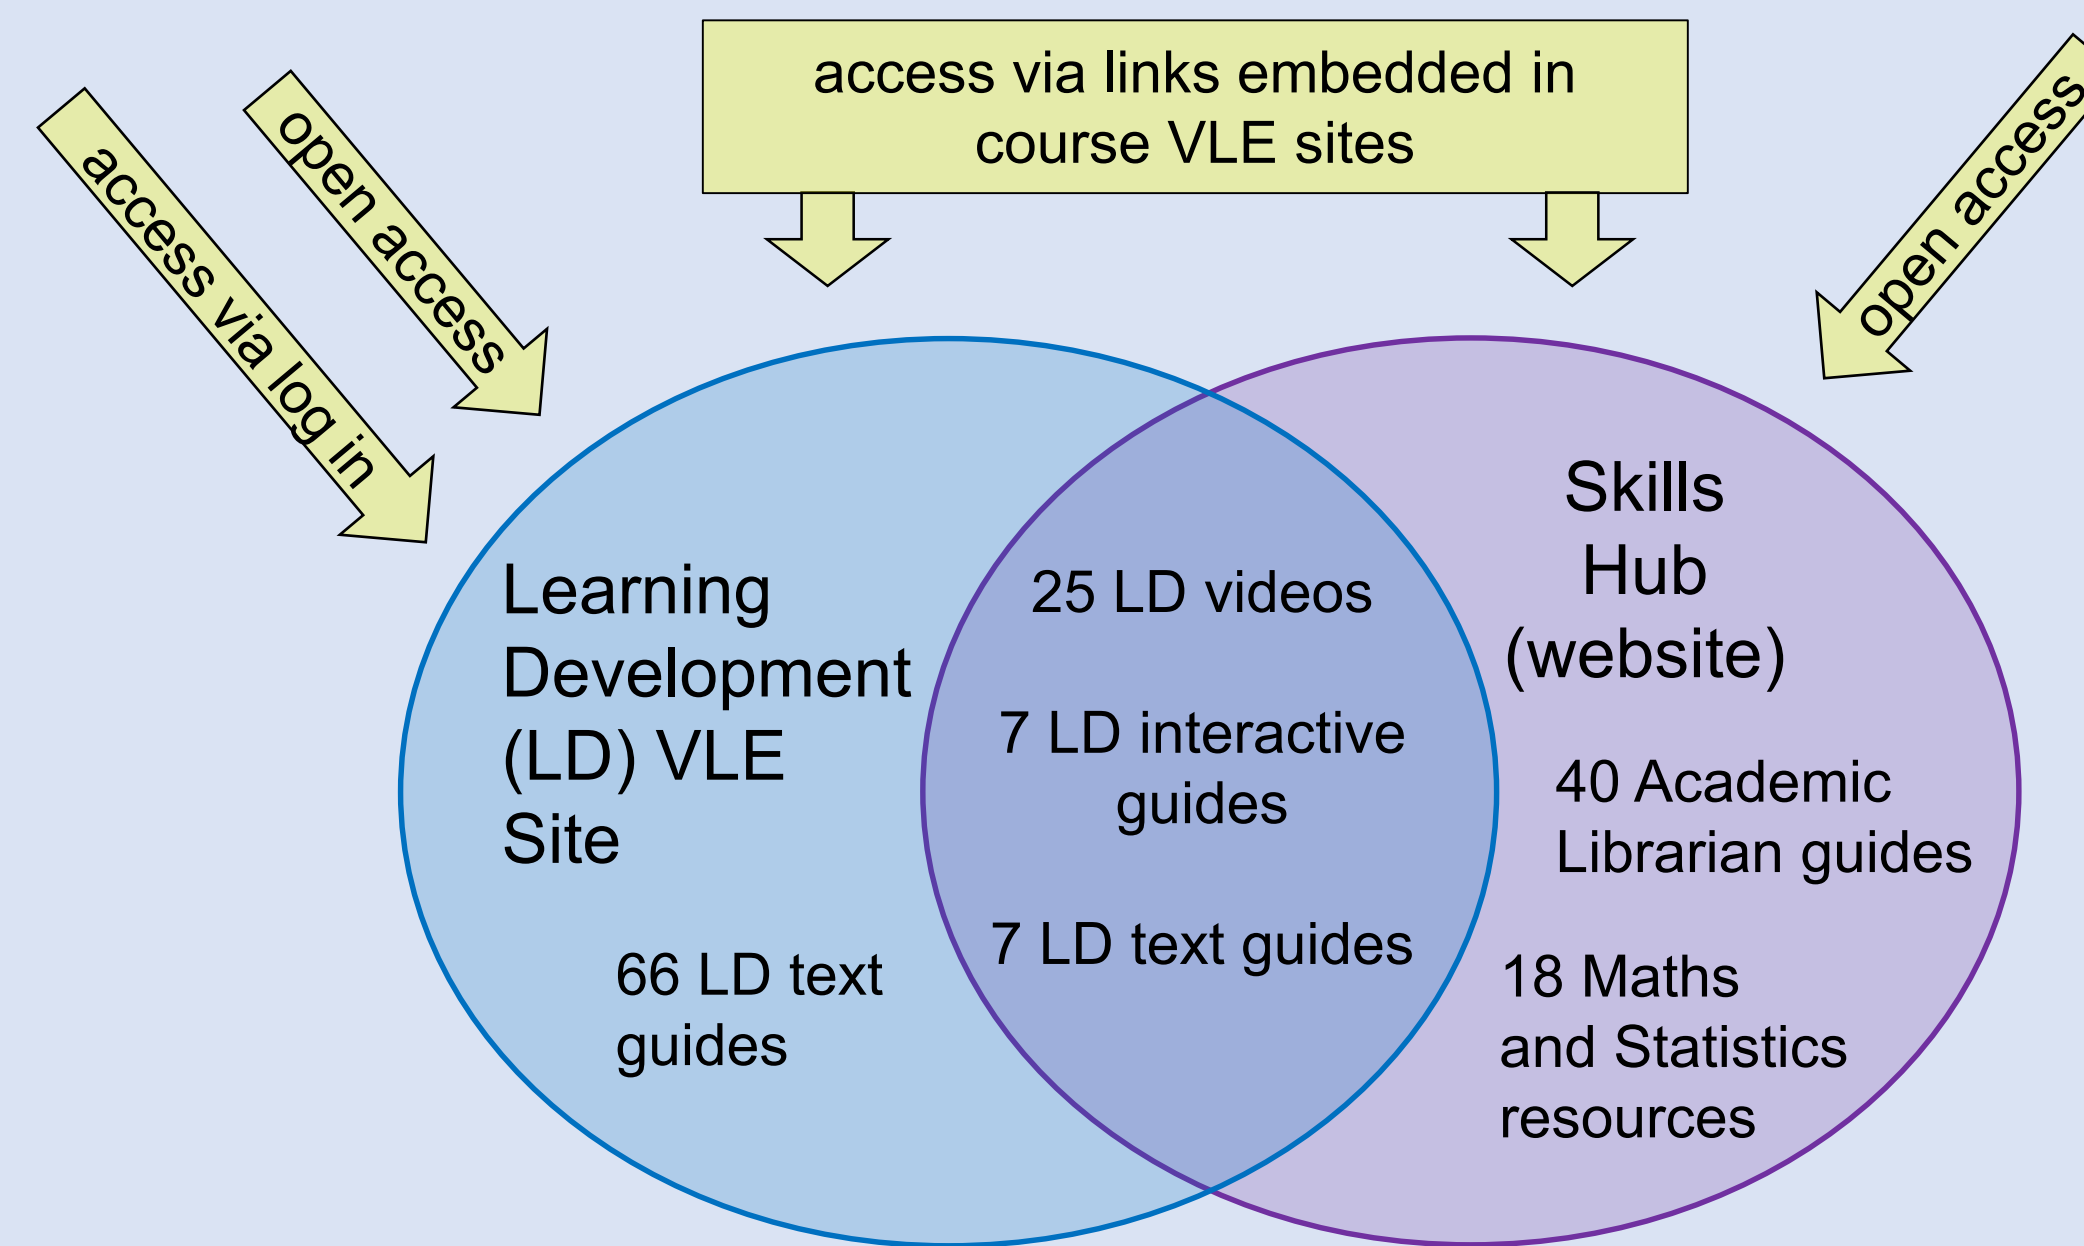 access via links embedded in
course VLE sites
access via log in
open access
open access
Learning
Development
(LD) VLE
Site
66 LD text
guides
25 LD videos
7 LD interactive
guides
7 LD text guides
Skills
Hub
(website)
40 Academic
Librarian guides
18 Maths
and Statistics
resources